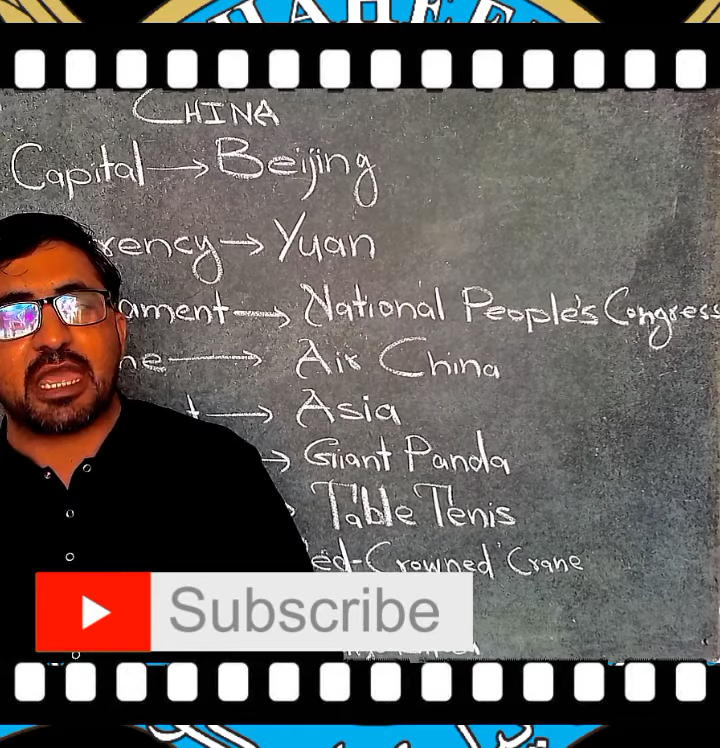 SHAHEE
CHINA
Capital → Beijing
rency → Yuan
ament → National People's Congress
ne → Air China
t → Asia
→ Giant Panda
Table Tenis
ed-Crowned Crane
Subscribe